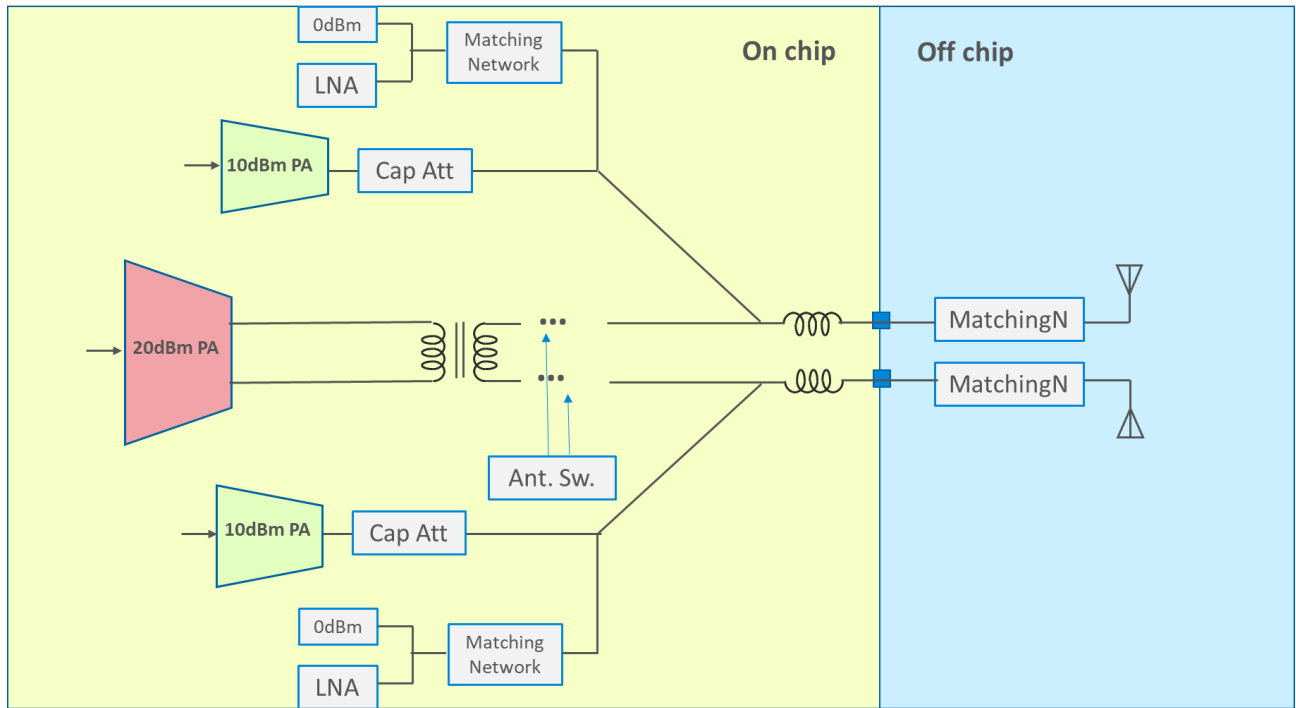 0dBm
LNA
Matching
Network
On chip
Off chip
10dBm PA
Cap Att
20dBm PA
MatchingN
MatchingN
Ant. Sw.
10dBm PA
Cap Att
0dBm
LNA
Matching
Network